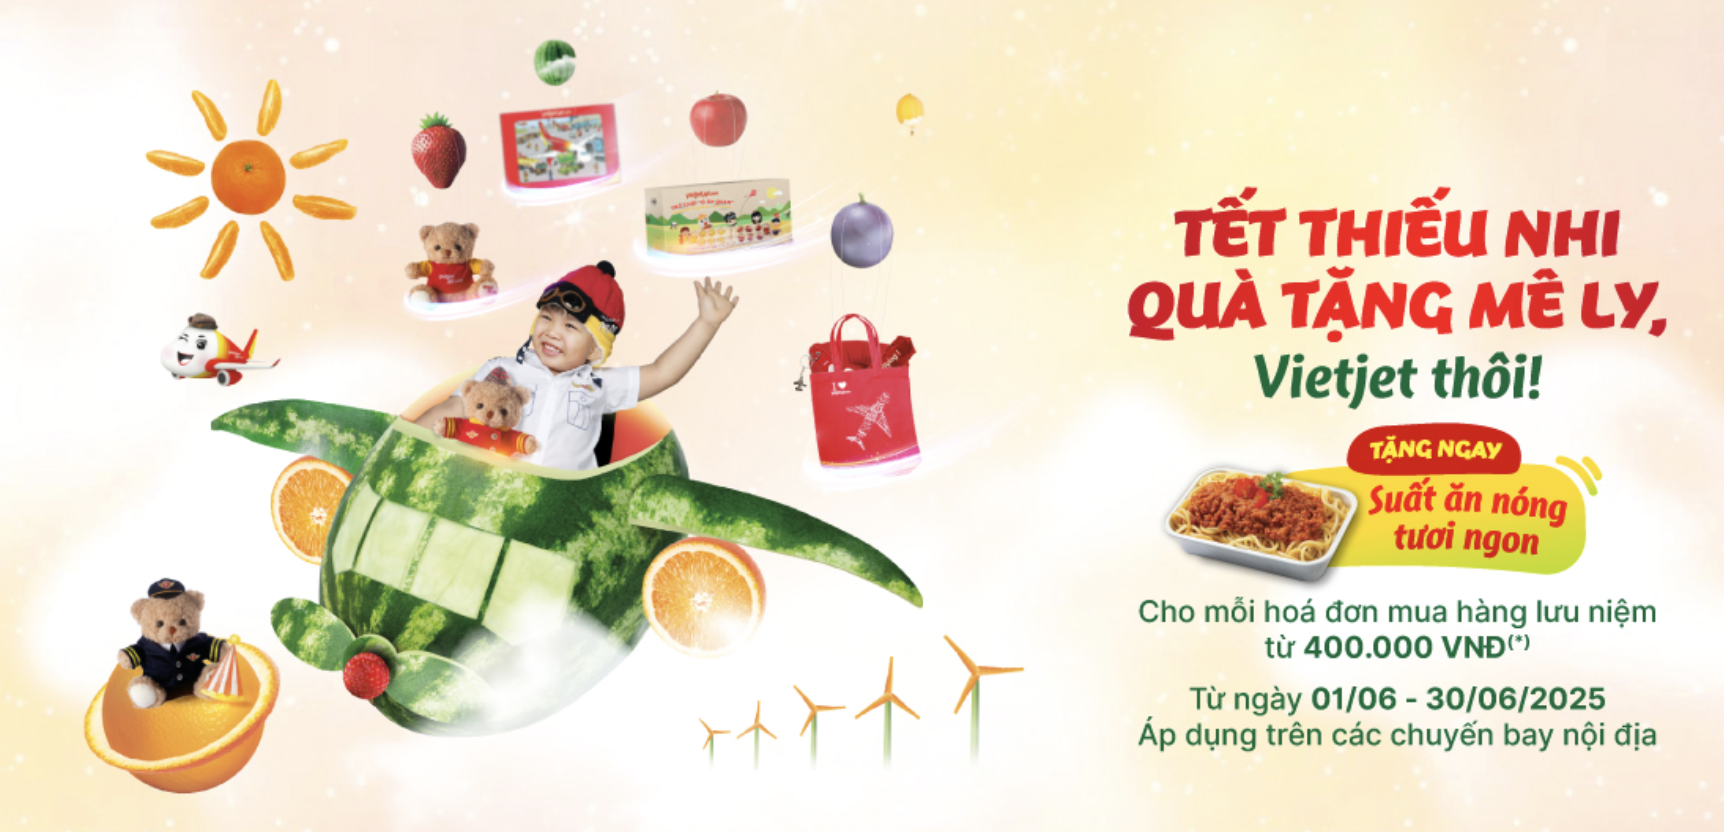 TẾT THIẾU NHI
QUÀ TẶNG MÊ LY,
Vietjet thôi!
TẶNG NGAY
Suất ăn nóng
tươi ngon
Cho mỗi hoá đơn mua hàng lưu niệm
từ 400.000 VNĐ(*)
Từ ngày 01/06 - 30/06/2025
Áp dụng trên các chuyến bay nội địa
I